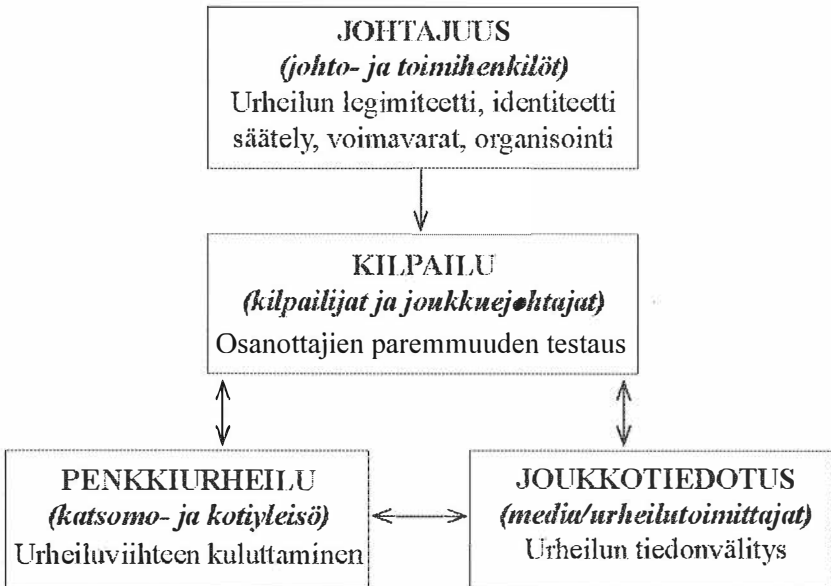 JOHTAJUUS
(johto- ja toimihenkilöt)
Urheilun legimiteetti, identiteetti
säätely, voimavarat, organisointi
KILPAILU
(kilpailijat ja joukkuejohtajat)
Osanottajien paremmuuden testaus
PENKKIURHEILU
(katsomo- ja kotiyleisö)
Urheiluviihteen kuluttaminen
JOUKKOTIEDOTUS
(media/urheilutoimittajat)
Urheilun tiedonvälitys